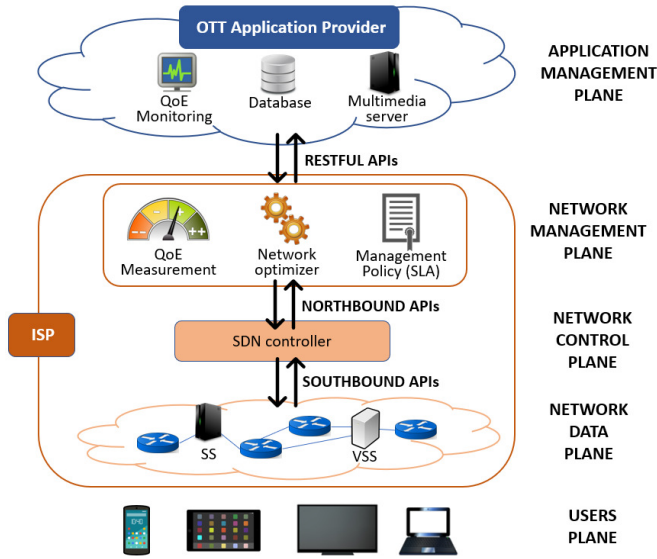 OTT Application Provider
QoE
Monitoring
Database
Multimedia
server
APPLICATION
MANAGEMENT
PLANE
RESTFUL APIs
- + -- ++
QoE
Measurement
Network
optimizer
Management
Policy (SLA)
NETWORK
MANAGEMENT
PLANE
NORTHBOUND APIs
ISP
SDN controller
NETWORK
CONTROL
PLANE
SOUTHBOUND APIs
SS
VSS
NETWORK
DATA
PLANE
USERS
PLANE